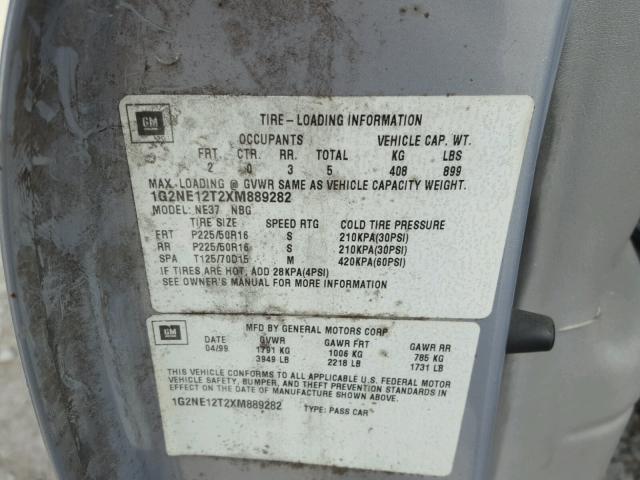 GM
TIRE-LOADING INFORMATION
OCCUPANTS VEHICLE CAP. WT.
FRT CTR. RR. TOTAL KG LBS
2 0 3 5 408 899
MAX. LOADING @ GVWR SAME AS VEHICLE CAPACITY WEIGHT.
1G2NE12T2XM889282
MODEL: NE37 NBG
TIRE SIZE SPEED RTG COLD TIRE PRESSURE
FRT P225/50R16 S 210KPA(30PSI)
RR P225/50R16 S 210KPA(30PSI)
SPA T125/70D15 M 420KPA(60PSI)
IF TIRES ARE HOT, ADD 28KPA(4PSI)
SEE OWNER'S MANUAL FOR MORE INFORMATION
GM
MFD BY GENERAL MOTORS CORP
DATE GVWR GAWR FRT GAWR RR
04/99 1791 KG 1006 KG 785 KG
3949 LB 2218 LB 1731 LB
THIS VEHICLE CONFORMS TO ALL APPLICABLE U.S. FEDERAL MOTOR
VEHICLE SAFETY, BUMPER, AND THEFT PREVENTION STANDARDS IN
EFFECT ON THE DATE OF MANUFACTURE SHOWN ABOVE.
1G2NE12T2XM889282 TYPE: PASS CAR